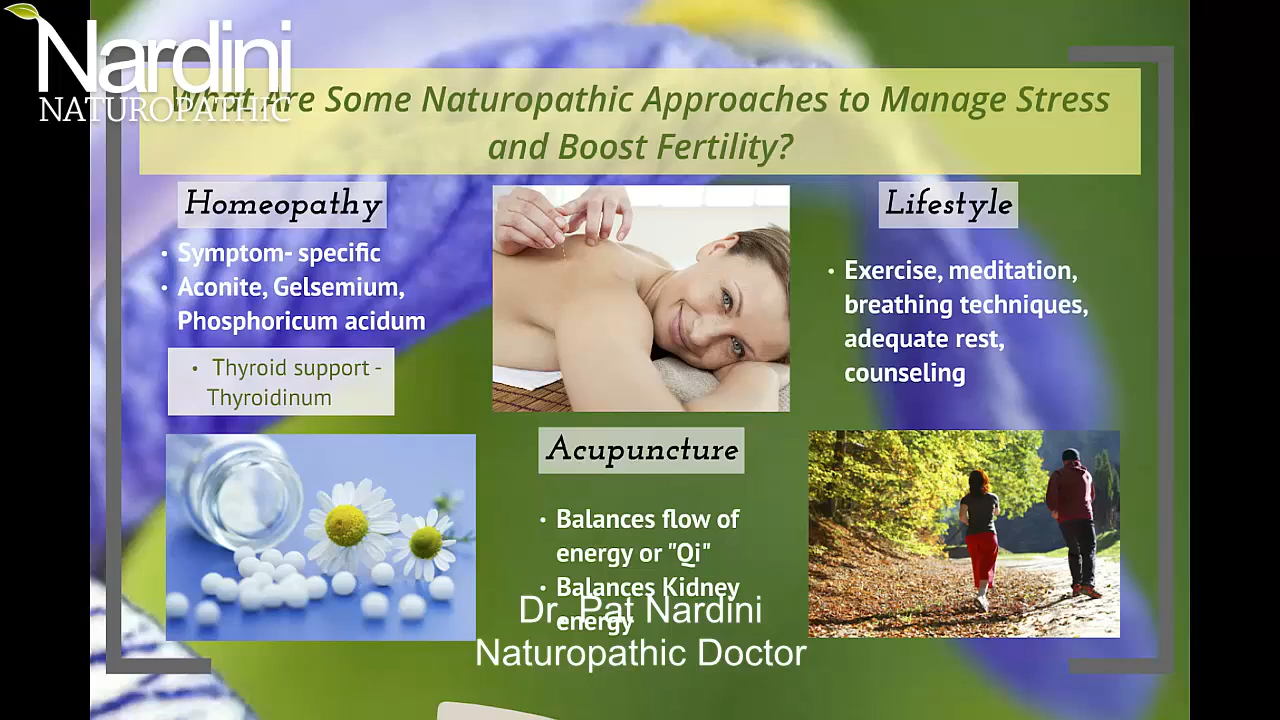 Nardini
NATUROPATHIC
What Are Some Naturopathic Approaches to Manage Stress
and Boost Fertility?
Homeopathy
• Symptom- specific
• Aconite, Gelsemium,
Phosphoricum acidum
• Thyroid support -
Thyroidinum
Acupuncture
• Balances flow of
energy or "Qi"
• Balances Kidney
energy
Lifestyle
• Exercise, meditation,
breathing techniques,
adequate rest,
counseling
Dr. Pat Nardini
Naturopathic Doctor